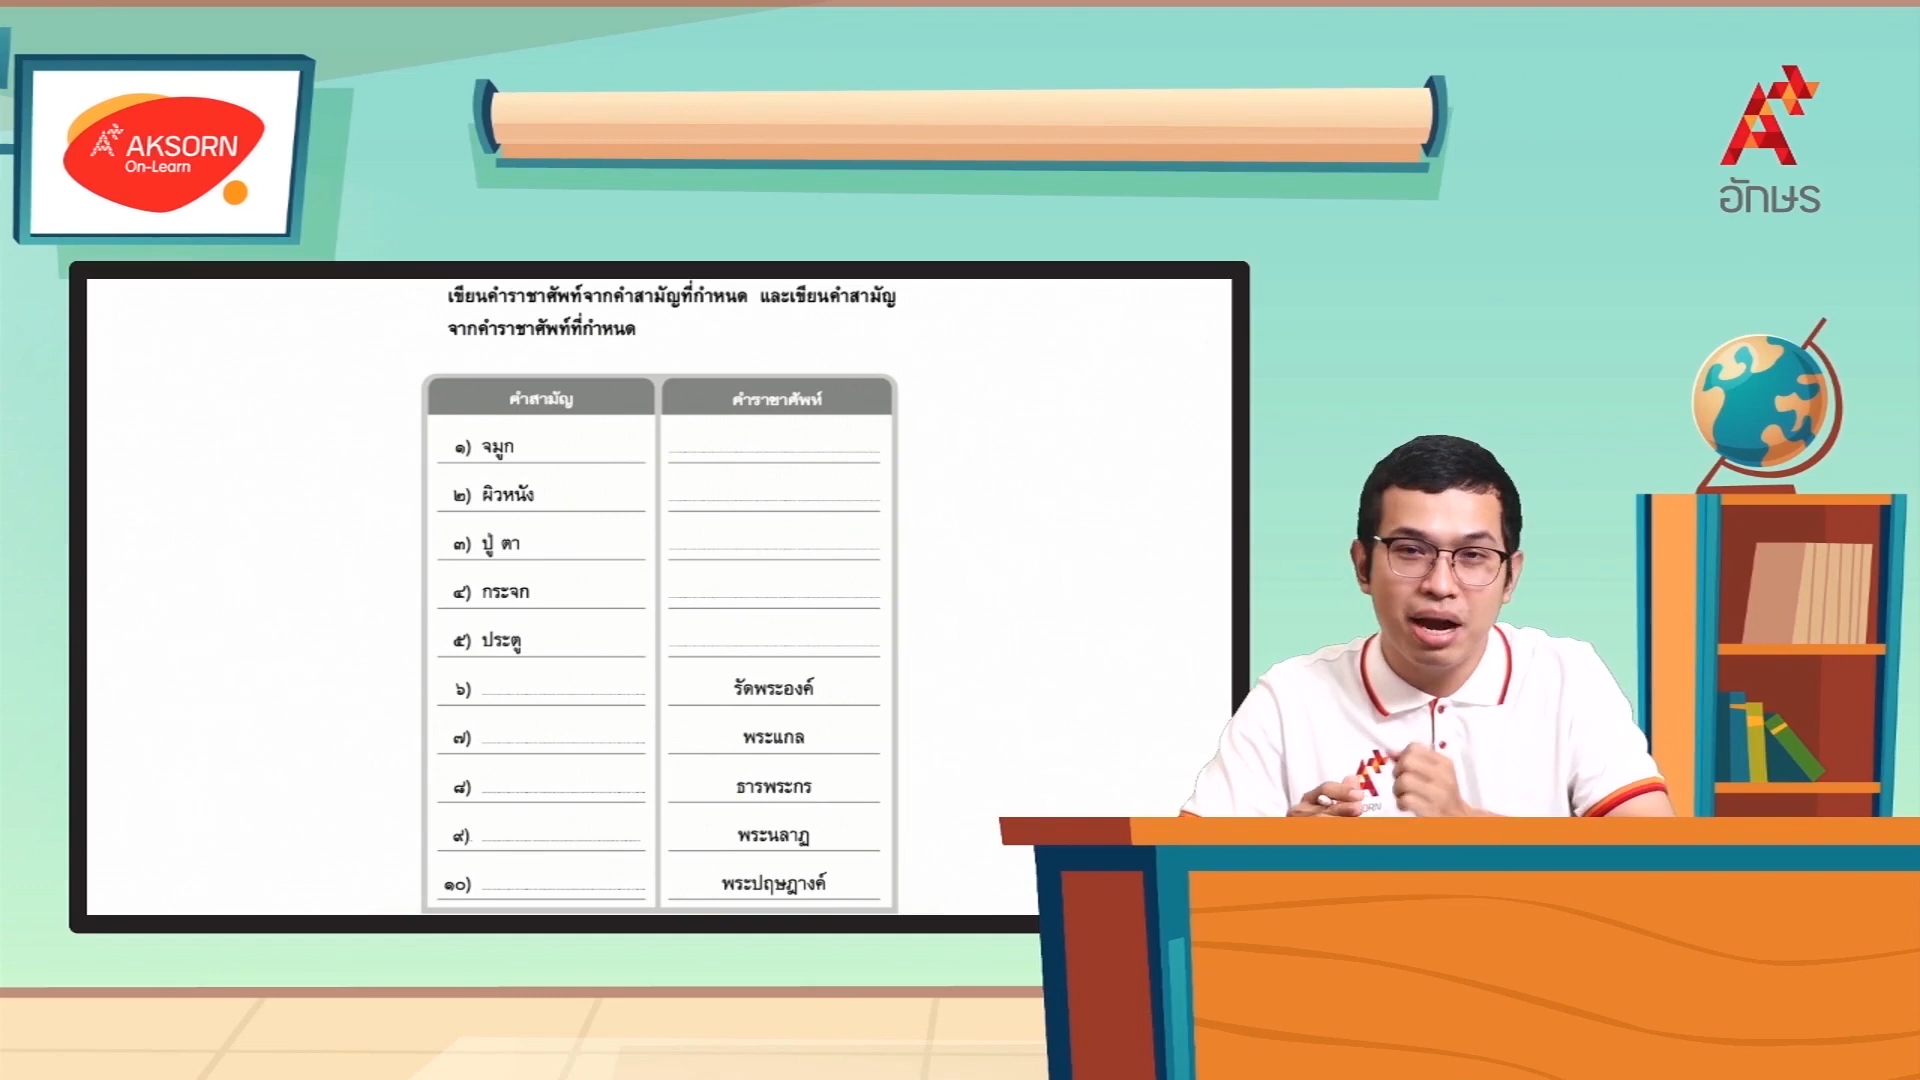 AKSORN
On-Learn
อักษร
เขียนคำราชาศัพท์จากคำสามัญที่กำหนด และเขียนคำสามัญ
จากคำราชาศัพท์ที่กำหนด
คำสามัญ คำราชาศัพท์
๑) จมูก
๒) ผิวหนัง
๓) ปู่ ตา
๔) กระจก
๕) ประตู
๖) รัดพระองค์
๗) พระแกล
๘) ธารพระกร
๙) พระนลาฏ
๑๐) พระปฤษฎางค์